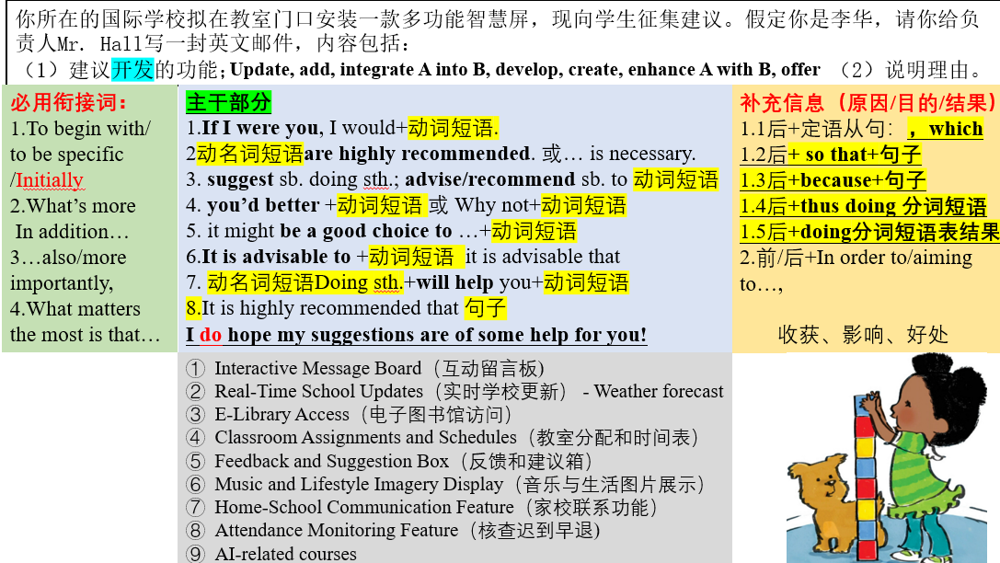 你所在的国际学校拟在教室门口安装一款多功能智慧屏，现向学生征集建议。假定你是李华，请你给负
责人Mr. Hall写一封英文邮件，内容包括：
（1）建议开发的功能；Update, add, integrate A into B, develop, create, enhance A with B, offer （2）说明理由。
必用衔接词：
1.To begin with/
to be specific
/Initially
2.What’s more
In addition…
3…also/more
importantly,
4.What matters
the most is that…
主干部分
1.If I were you, I would+动词短语.
2动名词短语are highly recommended. 或… is necessary.
3. suggest sb. doing sth.; advise/recommend sb. to 动词短语
4. you’d better +动词短语 或 Why not+动词短语
5. it might be a good choice to …+动词短语
6.It is advisable to +动词短语 it is advisable that
7. 动名词短语Doing sth.+will help you+动词短语
8.It is highly recommended that 句子
I do hope my suggestions are of some help for you!
补充信息（原因/目的/结果）
1.1后+定语从句：，which
1.2后+ so that+句子
1.3后+because+句子
1.4后+thus doing 分词短语
1.5后+doing分词短语表结果
2.前/后+In order to/aiming
to…,
收获、影响、好处
① Interactive Message Board（互动留言板)
② Real-Time School Updates（实时学校更新） - Weather forecast
③ E-Library Access（电子图书馆访问）
④ Classroom Assignments and Schedules（教室分配和时间表）
⑤ Feedback and Suggestion Box（反馈和建议箱）
⑥ Music and Lifestyle Imagery Display（音乐与生活图片展示）
⑦ Home-School Communication Feature（家校联系功能）
⑧ Attendance Monitoring Feature（核查迟到早退)
⑨ AI-related courses